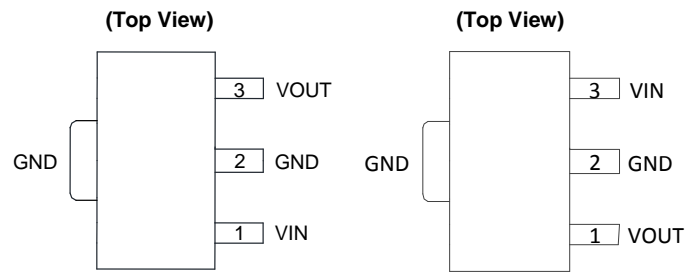 (Top View)
3 VOUT
GND
2 GND
1 VIN
(Top View)
3 VIN
GND
2 GND
1 VOUT